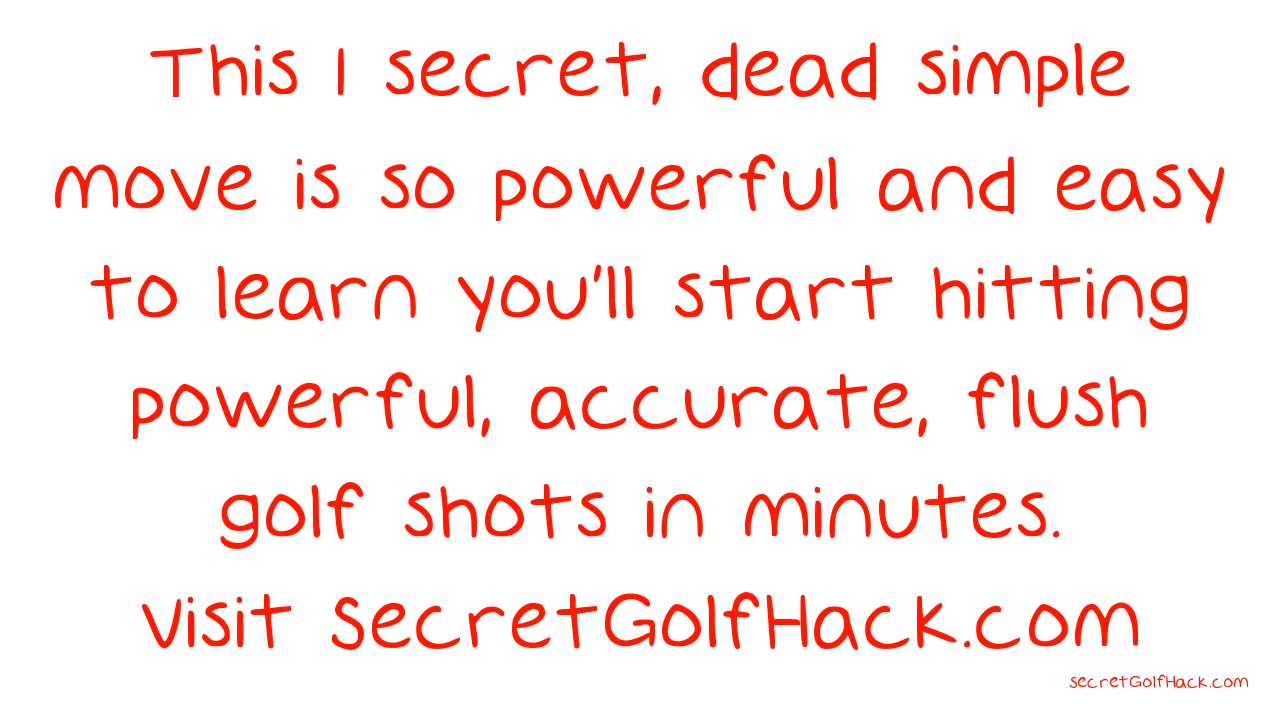 This 1 secret, dead simple
move is so powerful and easy
to learn you'll start hitting
powerful, accurate, flush
golf shots in minutes.
Visit SecretGolfHack.com
secretGolfHack.com